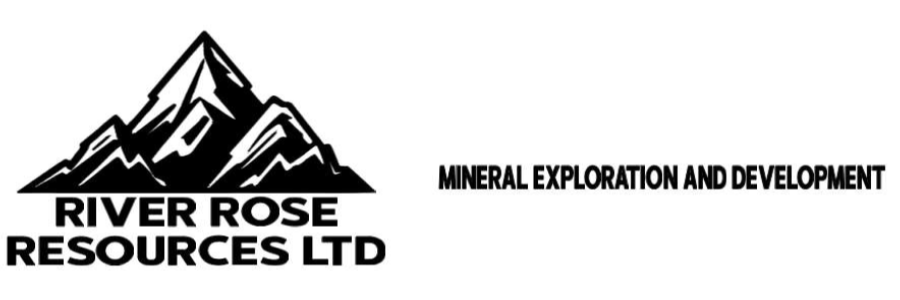 RIVER ROSE
RESOURCES LTD
MINERAL EXPLORATION AND DEVELOPMENT